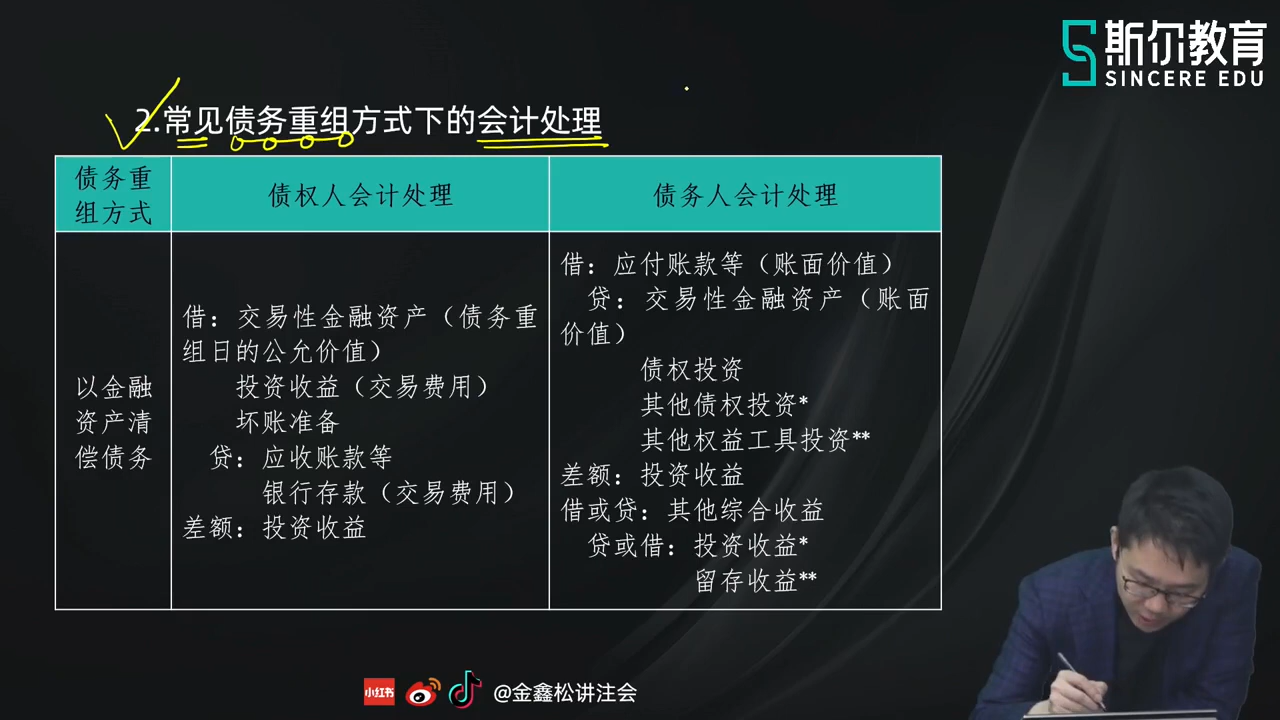 斯尔教育
SINCERE EDU
2.常见债务重组方式下的会计处理
债务重
组方式
债权人会计处理
债务人会计处理
以金融
资产清
偿债务
借：交易性金融资产（债务重
组日的公允价值）
投资收益（交易费用）
坏账准备
贷：应收账款等
银行存款（交易费用）
差额：投资收益
借：应付账款等（账面价值）
贷：交易性金融资产（账面
价值）
债权投资
其他债权投资*
其他权益工具投资**
差额：投资收益
借或贷：其他综合收益
贷或借：投资收益*
留存收益**
小红书
@金鑫松讲注会